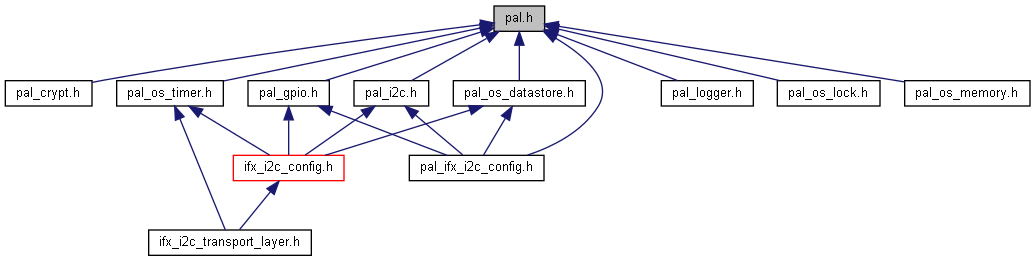 pal.h
pal_crypt.h
pal_os_timer.h
pal_gpio.h
pal_i2c.h
pal_os_datastore.h
pal_logger.h
pal_os_lock.h
pal_os_memory.h
ifx_i2c_config.h
pal_ifx_i2c_config.h
ifx_i2c_transport_layer.h